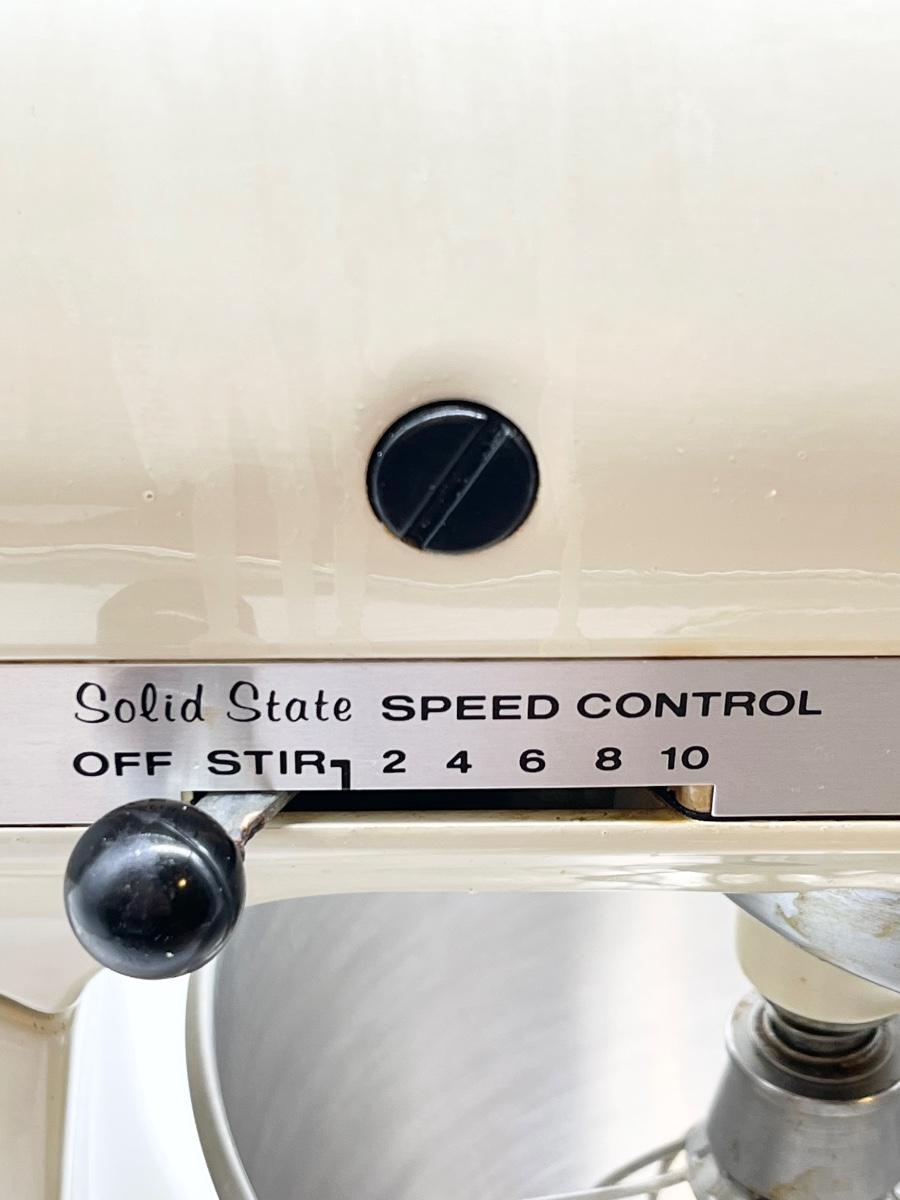 Solid State SPEED CONTROL
OFF STIR 2 4 6 8 10